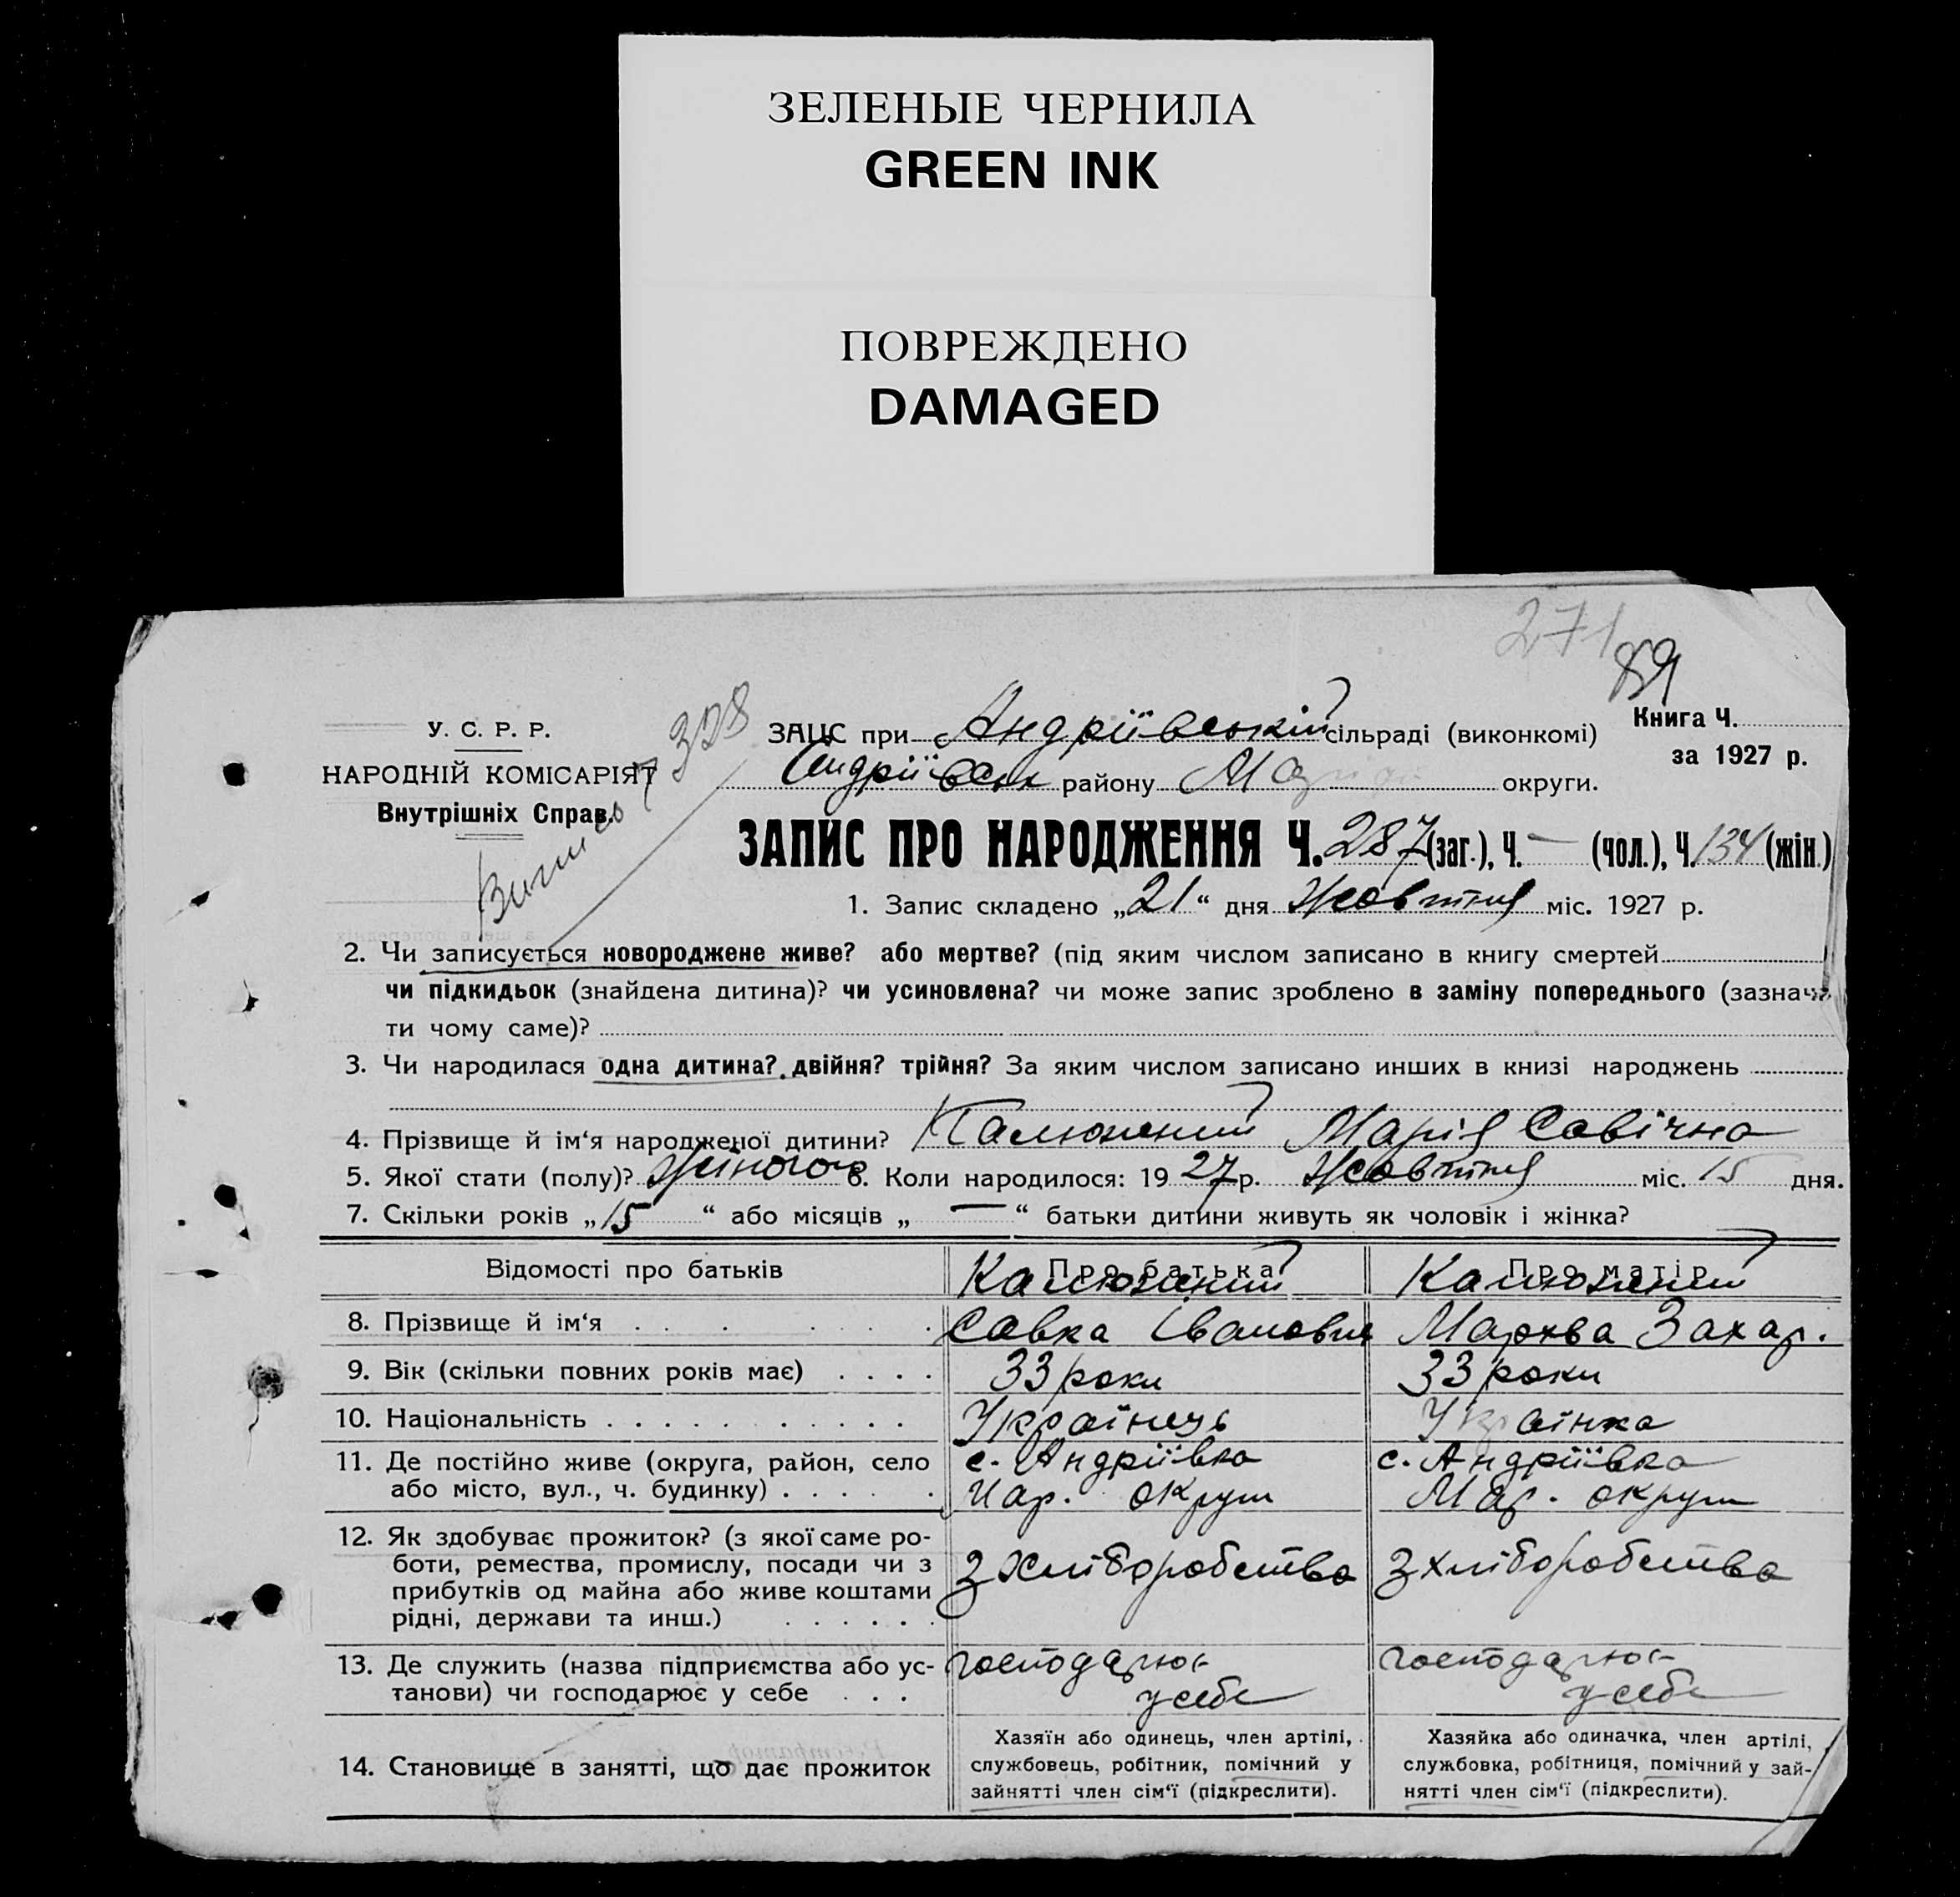 ЗЕЛЕНЫЕ ЧЕРНИЛА
GREEN INK
ПОВРЕЖДЕНО
DAMAGED
271
89
У. С. Р. Р.
НАРОДНІЙ КОМІСАРІЯТ
Внутрішніх Справ.
328
ЗАЦС при Андріївській сільраді (виконкомі)
Книга Ч.
за 1927 р.
Андріївськ району округи.
ЗАПИС ПРО НАРОДЖЕННЯ Ч. 287 (заг.), Ч. — (чол.), Ч. 134 (жін.)
1. Запис складено „21“ дня Жовтня міс. 1927 р.
2. Чи записується новороджене живе? або мертве? (під яким числом записано в книгу смертей
чи підкидьок (знайдена дитина)? чи усиновлена? чи може запис зроблено в заміну попереднього (зазначи
ти чому саме)?
3. Чи народилася одна дитина? двійня? трійня? За яким числом записано инших в книзі народжень
4. Прізвище й ім‘я народженої дитини? Марія Савічна
5. Якої стати (полу)? Жіного 6. Коли народилося: 1927 р. Жовтня міс. 15 дня.
7. Скільки років „15“ або місяців „—“ батьки дитини живуть як чоловік і жінка?
Відомості про батьків Про батька Про матір
8. Прізвище й ім‘я . . . . . . . Савка Іванович Мархва Захар.
9. Вік (скільки повних років має) . . . . 33 роки 33 роки
10. Національність . . . . . . . . . . . Українець Українка
11. Де постійно живе (округа, район, село с. Андріївка с. Андріївка
або місто, вул., ч. будинку) . . . . . . Мар. округи Мар. округи
12. Як здобуває прожиток? (з якої саме ро-
боти, ремества, промислу, посади чи з З хліборобства З хліборобства
прибутків од майна або живе коштами
рідні, держави та инш.) . . . . . .
13. Де служить (назва підприємства або ус- господарює господарює
танови) чи господарює у себе . . . у себе у себе
14. Становище в занятті, що дає прожиток
Хазяїн або одинець, член артілі,
службовець, робітник, помічний у
зайнятті член сім‘ї (підкреслити).
Хазяйка або одиначка, член артілі,
службовка, робітниця, помічний у зай-
нятті член сім‘ї (підкреслити).